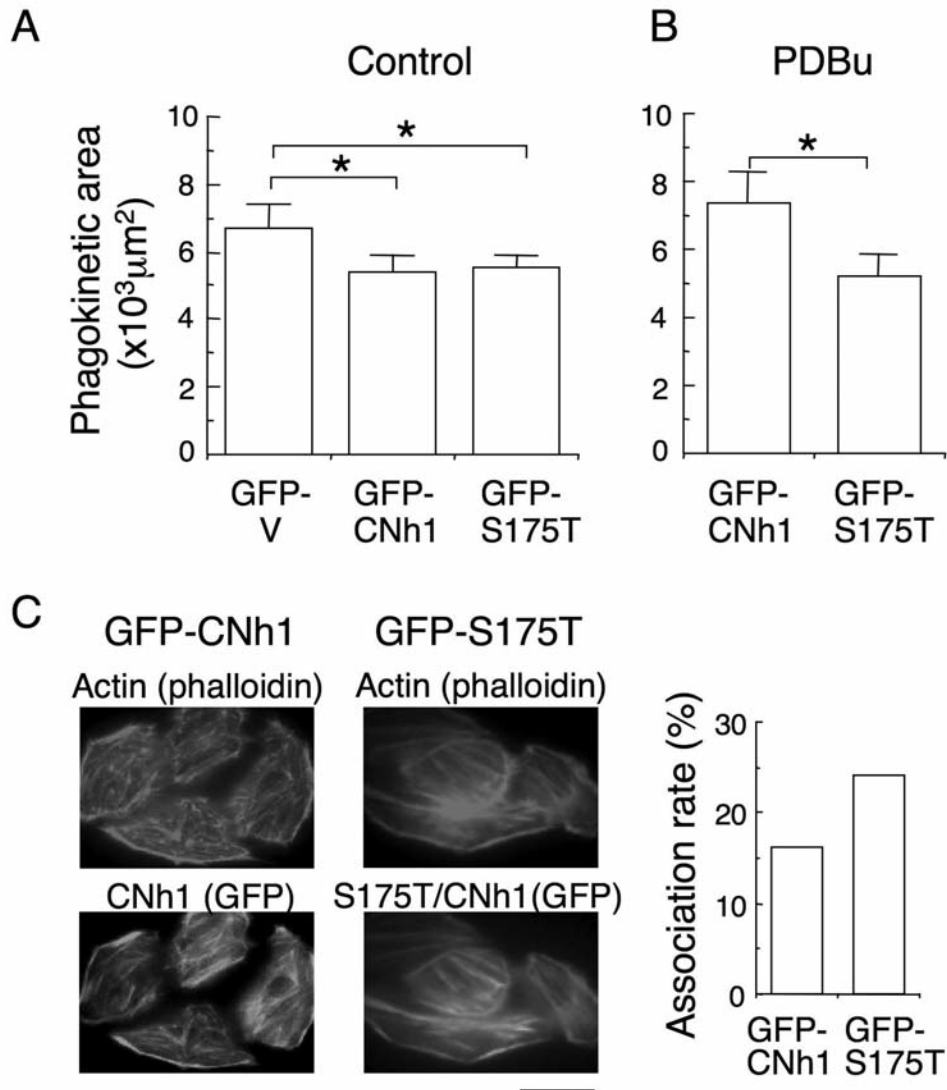 A
Control
Phagokinetic area
(x10³µm²)
10
8
6
4
2
0
*
*
GFP-
V
GFP-
CNh1
GFP-
S175T
B
PDBu
10
8
6
4
2
0
*
GFP-
CNh1
GFP-
S175T
C
GFP-CNh1
GFP-S175T
Actin (phalloidin)
Actin (phalloidin)
CNh1 (GFP)
S175T/CNh1(GFP)
Association rate (%)
30
20
10
0
GFP-
CNh1
GFP-
S175T